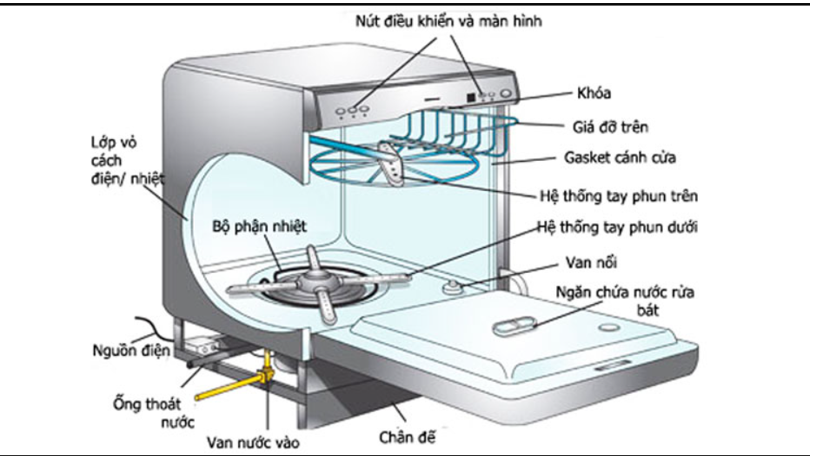 Nút điều khiển và màn hình
Khóa
Giá đỡ trên
Lớp vỏ
cách
điện/ nhiệt
Gasket cánh cửa
Hệ thống tay phun trên
Bộ phận nhiệt
Hệ thống tay phun dưới
Van nổi
Ngăn chứa nước rửa
bát
Nguồn điện
Ống thoát
nước
Van nước vào
Chân đế